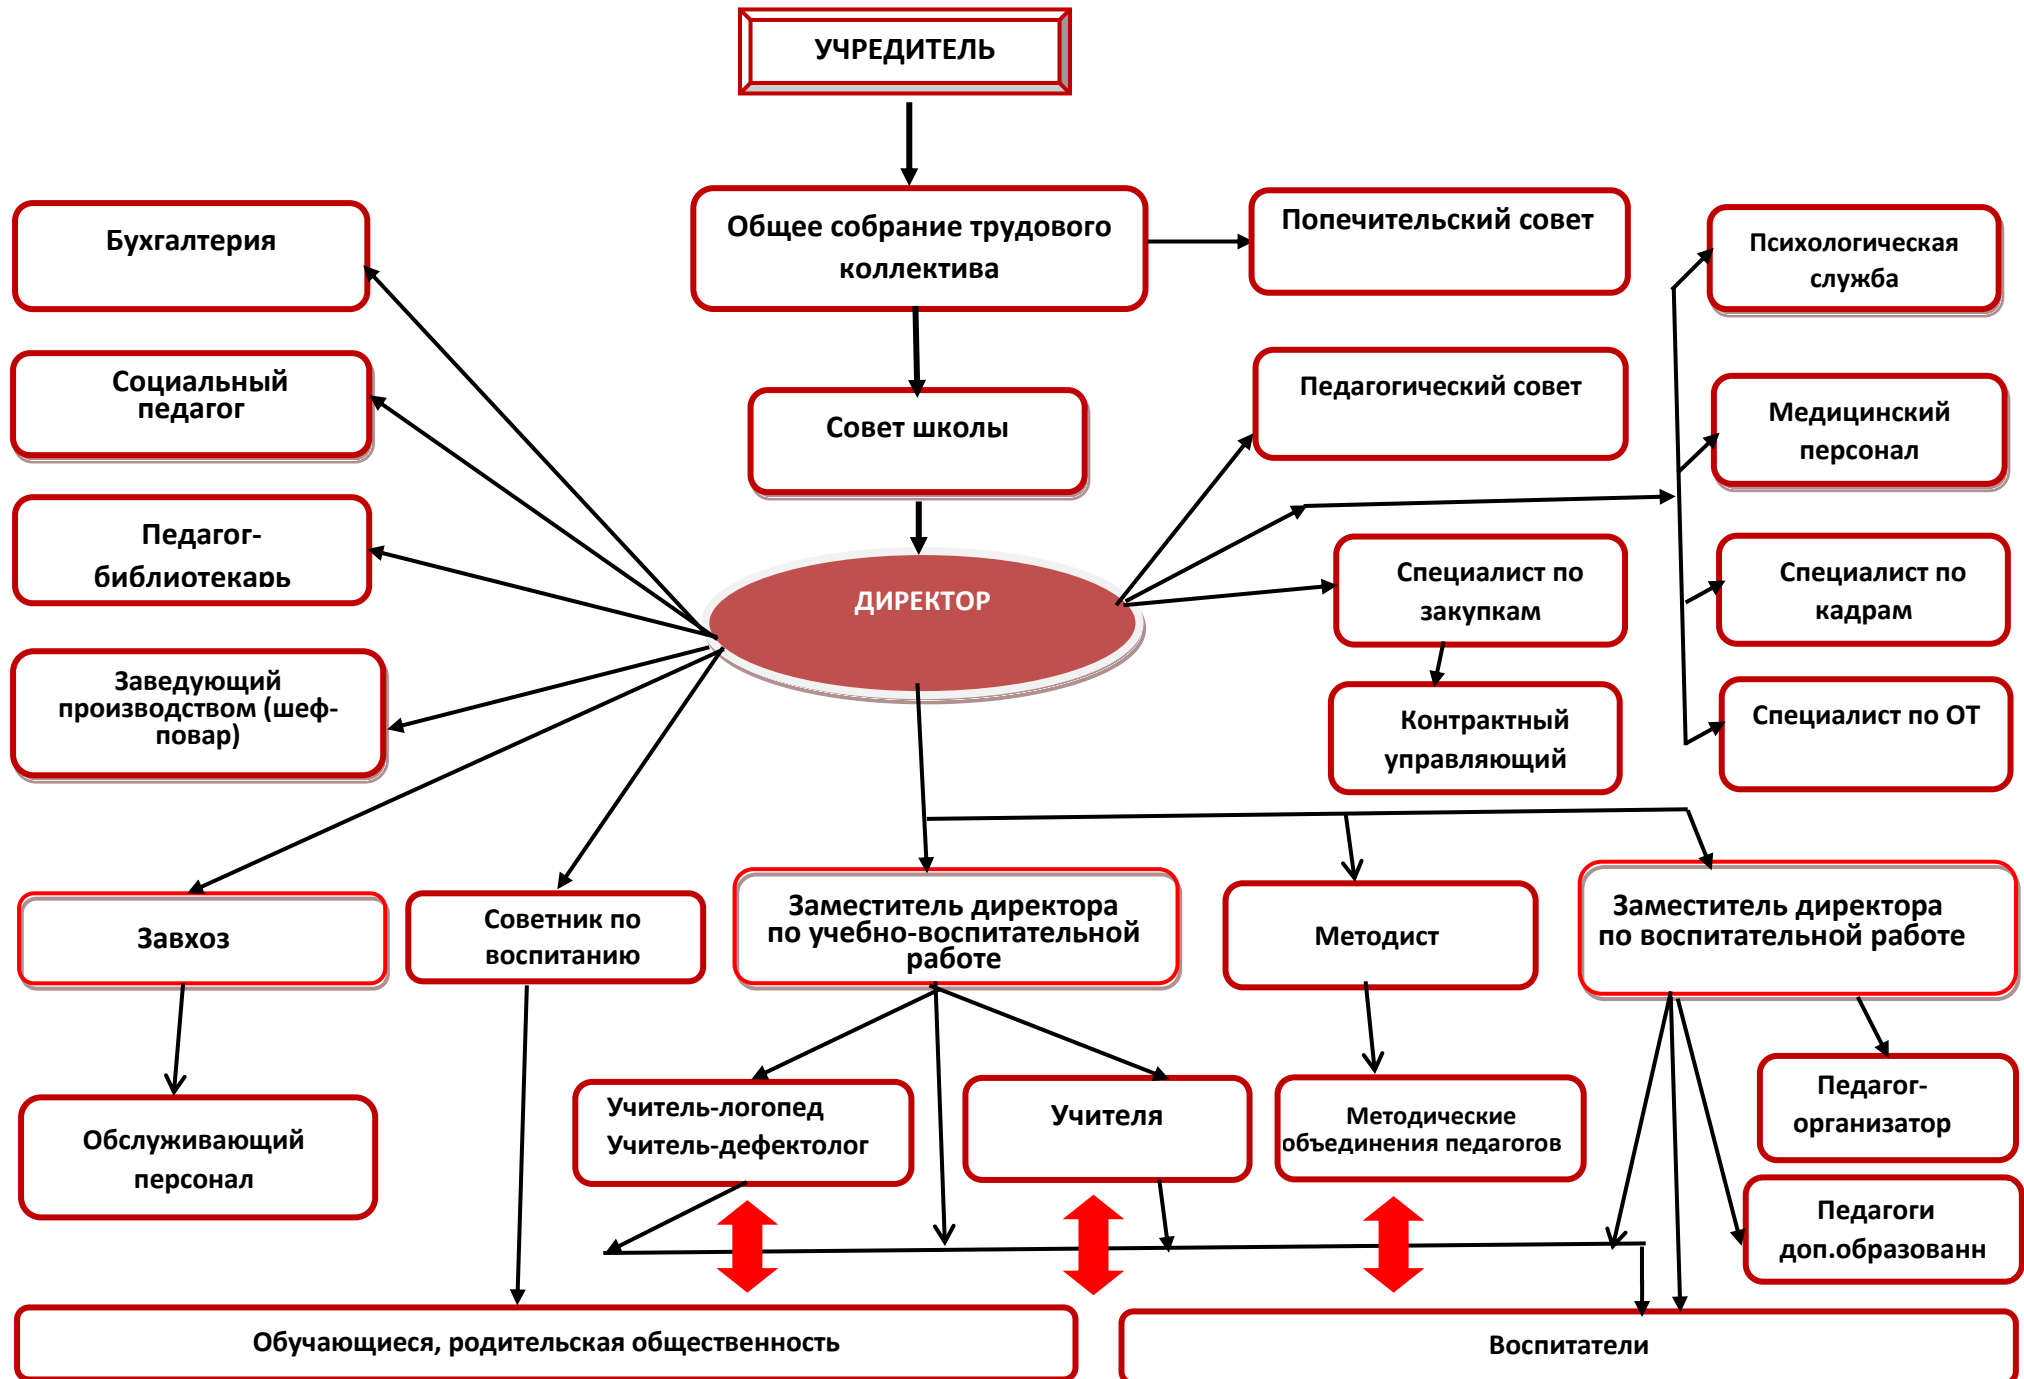 УЧРЕДИТЕЛЬ
Общее собрание трудового
коллектива
Попечительский совет
Бухгалтерия
Психологическая
служба
Социальный
педагог
Совет школы
Педагогический совет
Медицинский
персонал
Педагог-
библиотекарь
ДИРЕКТОР
Специалист по
закупкам
Специалист по
кадрам
Заведующий
производством (шеф-
повар)
Контрактный
управляющий
Специалист по ОТ
Завхоз
Советник по
воспитанию
Заместитель директора
по учебно-воспитательной
работе
Методист
Заместитель директора
по воспитательной работе
Обслуживающий
персонал
Учитель-логопед
Учитель-дефектолог
Учителя
Методические
объединения педагогов
Педагог-
организатор
Педагоги
доп.образованн
Обучающиеся, родительская общественность
Воспитатели